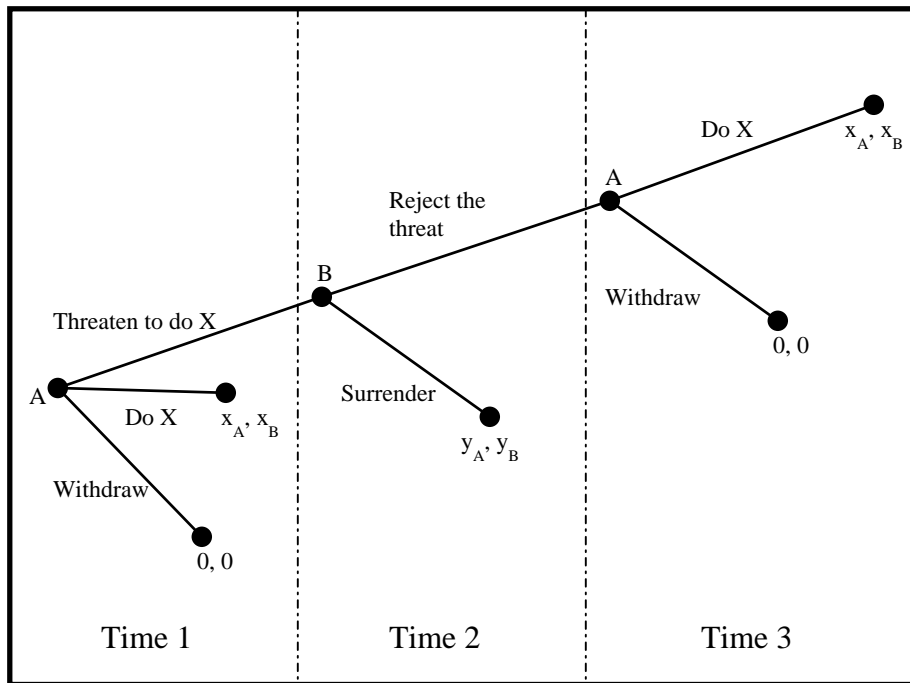 Do X
x_A, x_B
A
Reject the
threat
B
Withdraw
0, 0
Threaten to do X
Surrender
A
Do X
x_A, x_B
y_A, y_B
Withdraw
0, 0
Time 1
Time 2
Time 3